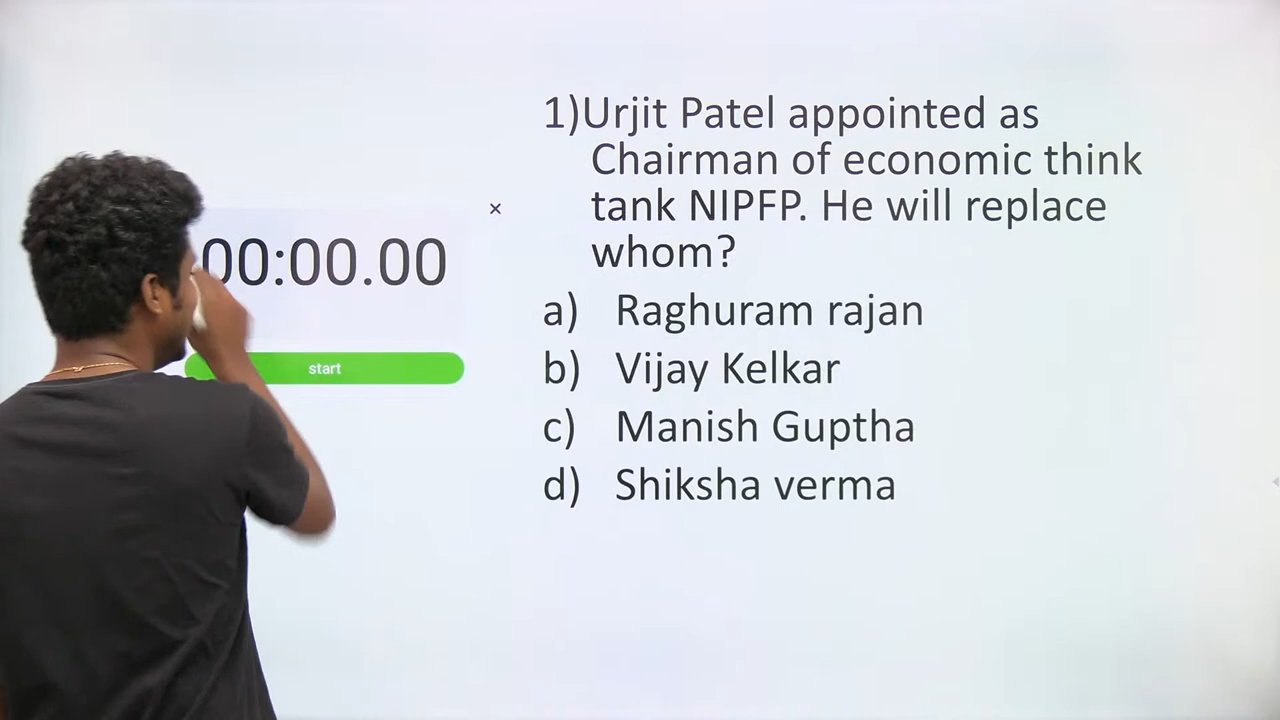 00:00.00
×
start
1)Urjit Patel appointed as
Chairman of economic think
tank NIPFP. He will replace
whom?
a) Raghuram rajan
b) Vijay Kelkar
c) Manish Guptha
d) Shiksha verma